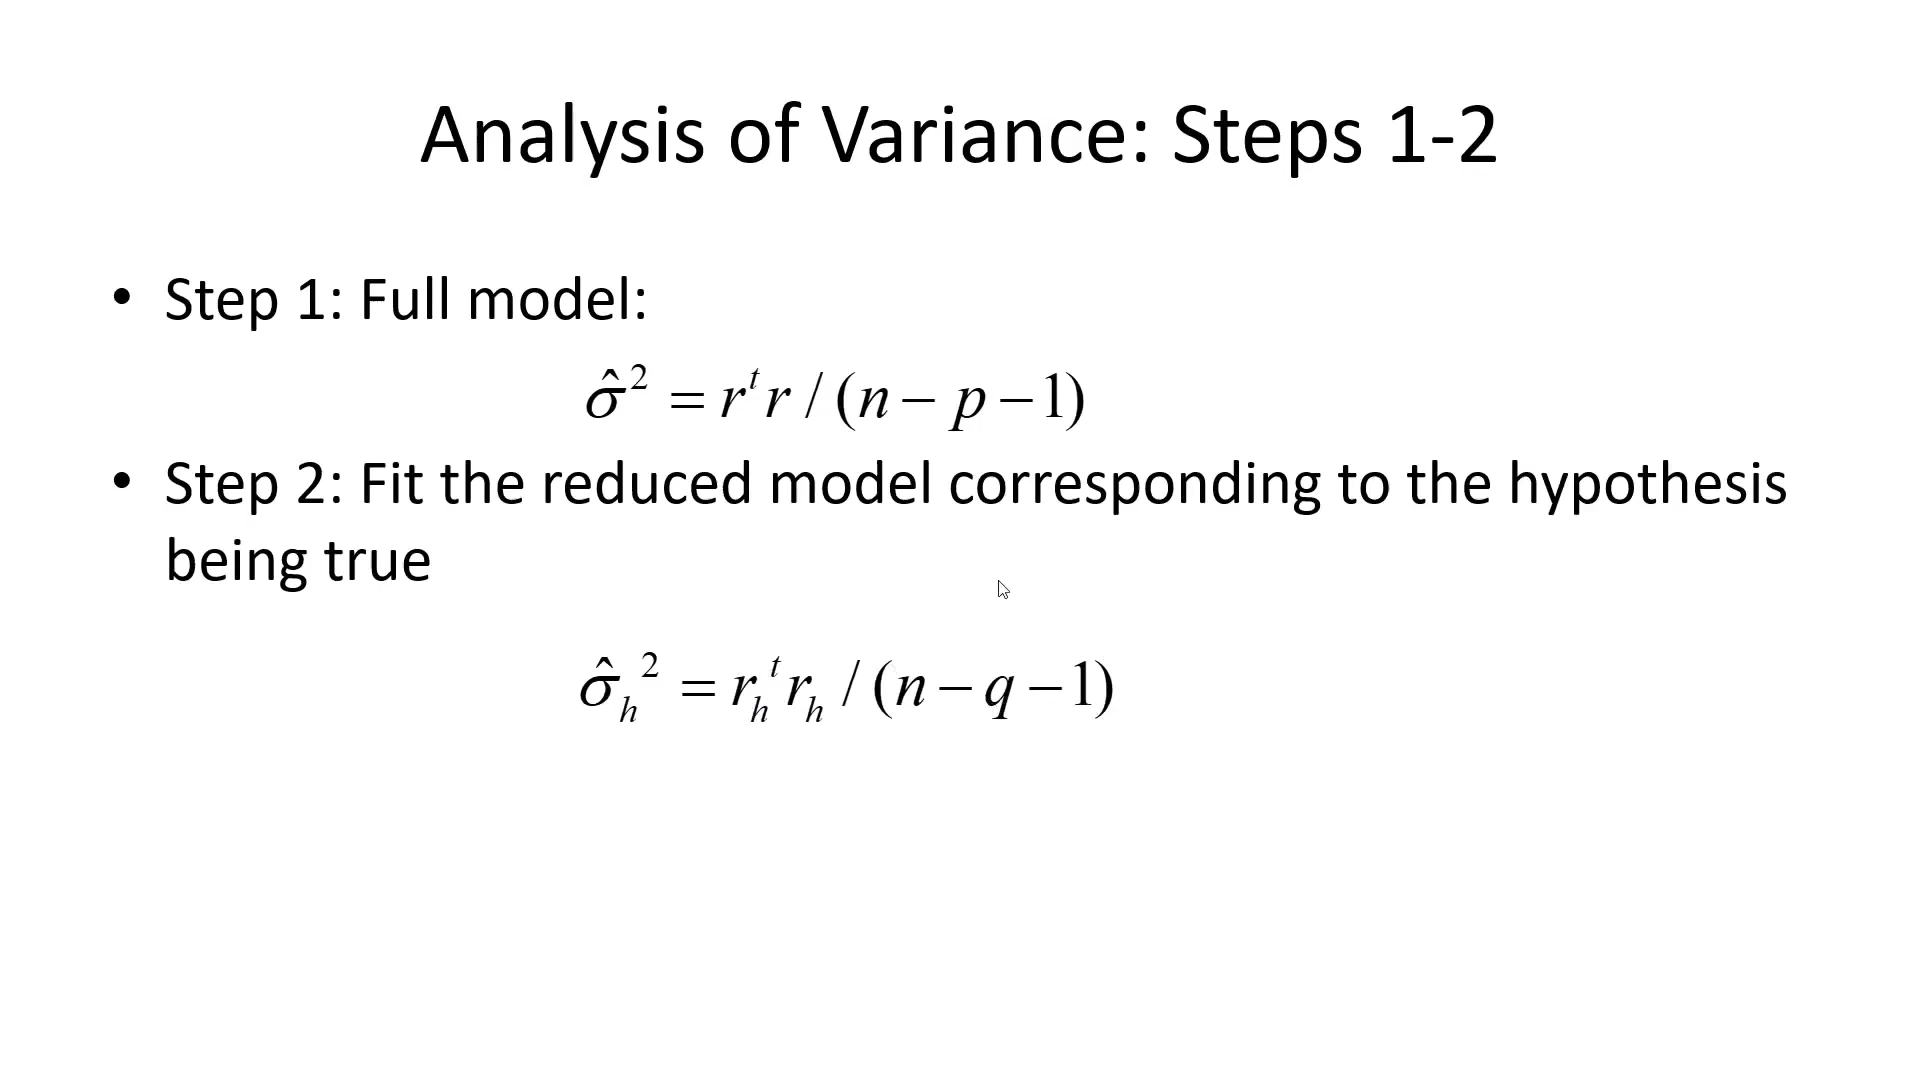 Analysis of Variance: Steps 1-2
• Step 1: Full model:
σ̂² = rᵗr / (n − p − 1)
• Step 2: Fit the reduced model corresponding to the hypothesis
being true
σ̂ₕ² = rₕᵗrₕ / (n − q − 1)